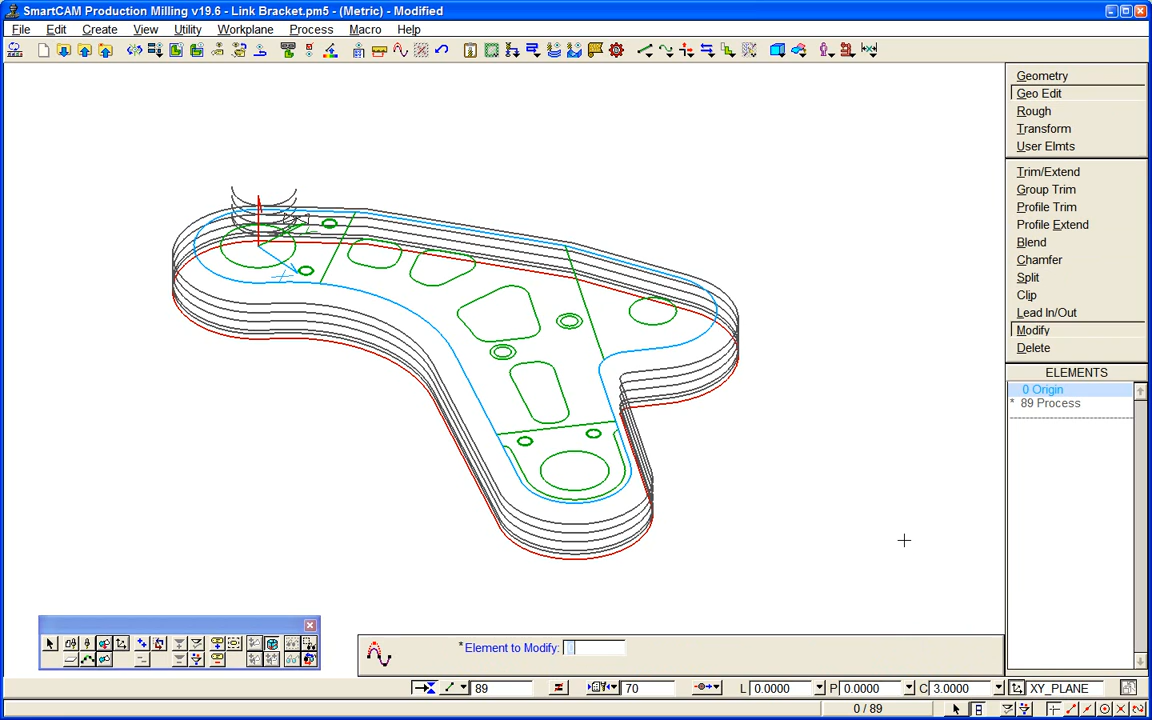 SmartCAM Production Milling v19.6 - Link Bracket.pm5 - (Metric) - Modified
File Edit Create View Utility Workplane Process Macro Help
Geometry
Geo Edit
Rough
Transform
User Elmts
Trim/Extend
Group Trim
Profile Trim
Profile Extend
Blend
Chamfer
Split
Clip
Lead In/Out
Modify
Delete
ELEMENTS
0 Origin
* 89 Process
*Element to Modify: 0
89 70 L 0.0000 P 0.0000 C 3.0000 XY_PLANE
0 / 89